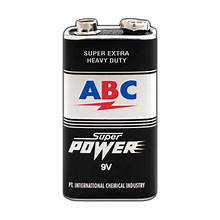 SUPER EXTRA
HEAVY DUTY
ABC
Super
POWER
9V
PT. INTERNATIONAL CHEMICAL INDUSTRY